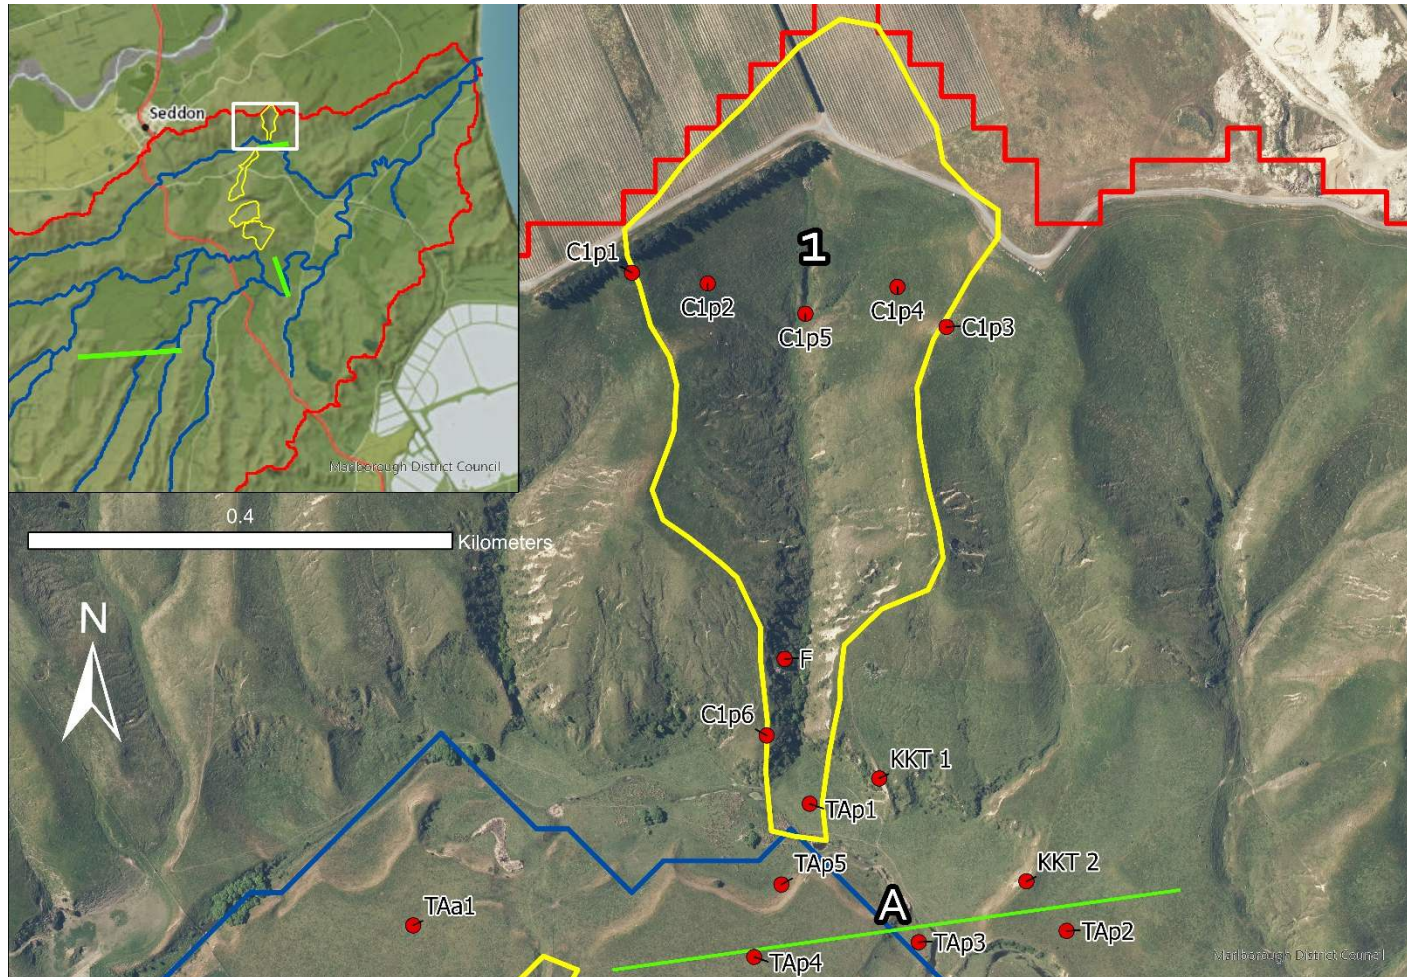 Seddon
Marlborough District Council
0.4
Kilometers
N
1
C1p1
C1p2
C1p5
C1p4
C1p3
F
C1p6
KKT 1
TAp1
TAp5
KKT 2
TAa1
A
TAp3
TAp2
TAp4
Marlborough District Council